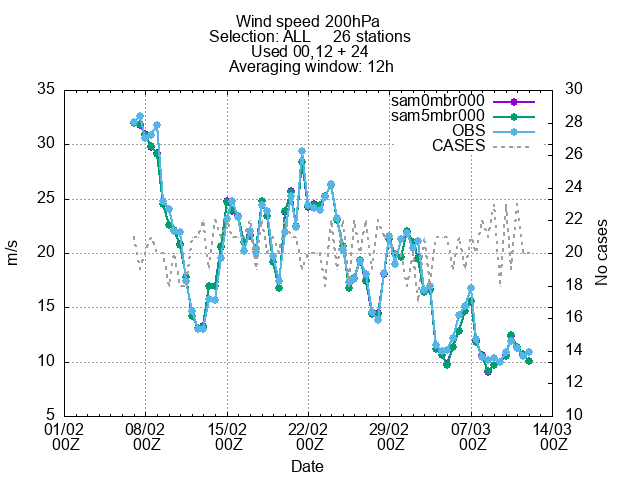 Wind speed 200hPa
Selection: ALL 26 stations
Used 00,12 + 24
Averaging window: 12h
sam0mbr000
sam5mbr000
OBS
CASES
m/s
35
30
25
20
15
10
5
No cases
30
28
26
24
22
20
18
16
14
12
10
01/02 08/02 15/02 22/02 29/02 07/03 14/03
00Z 00Z 00Z 00Z 00Z 00Z 00Z
Date